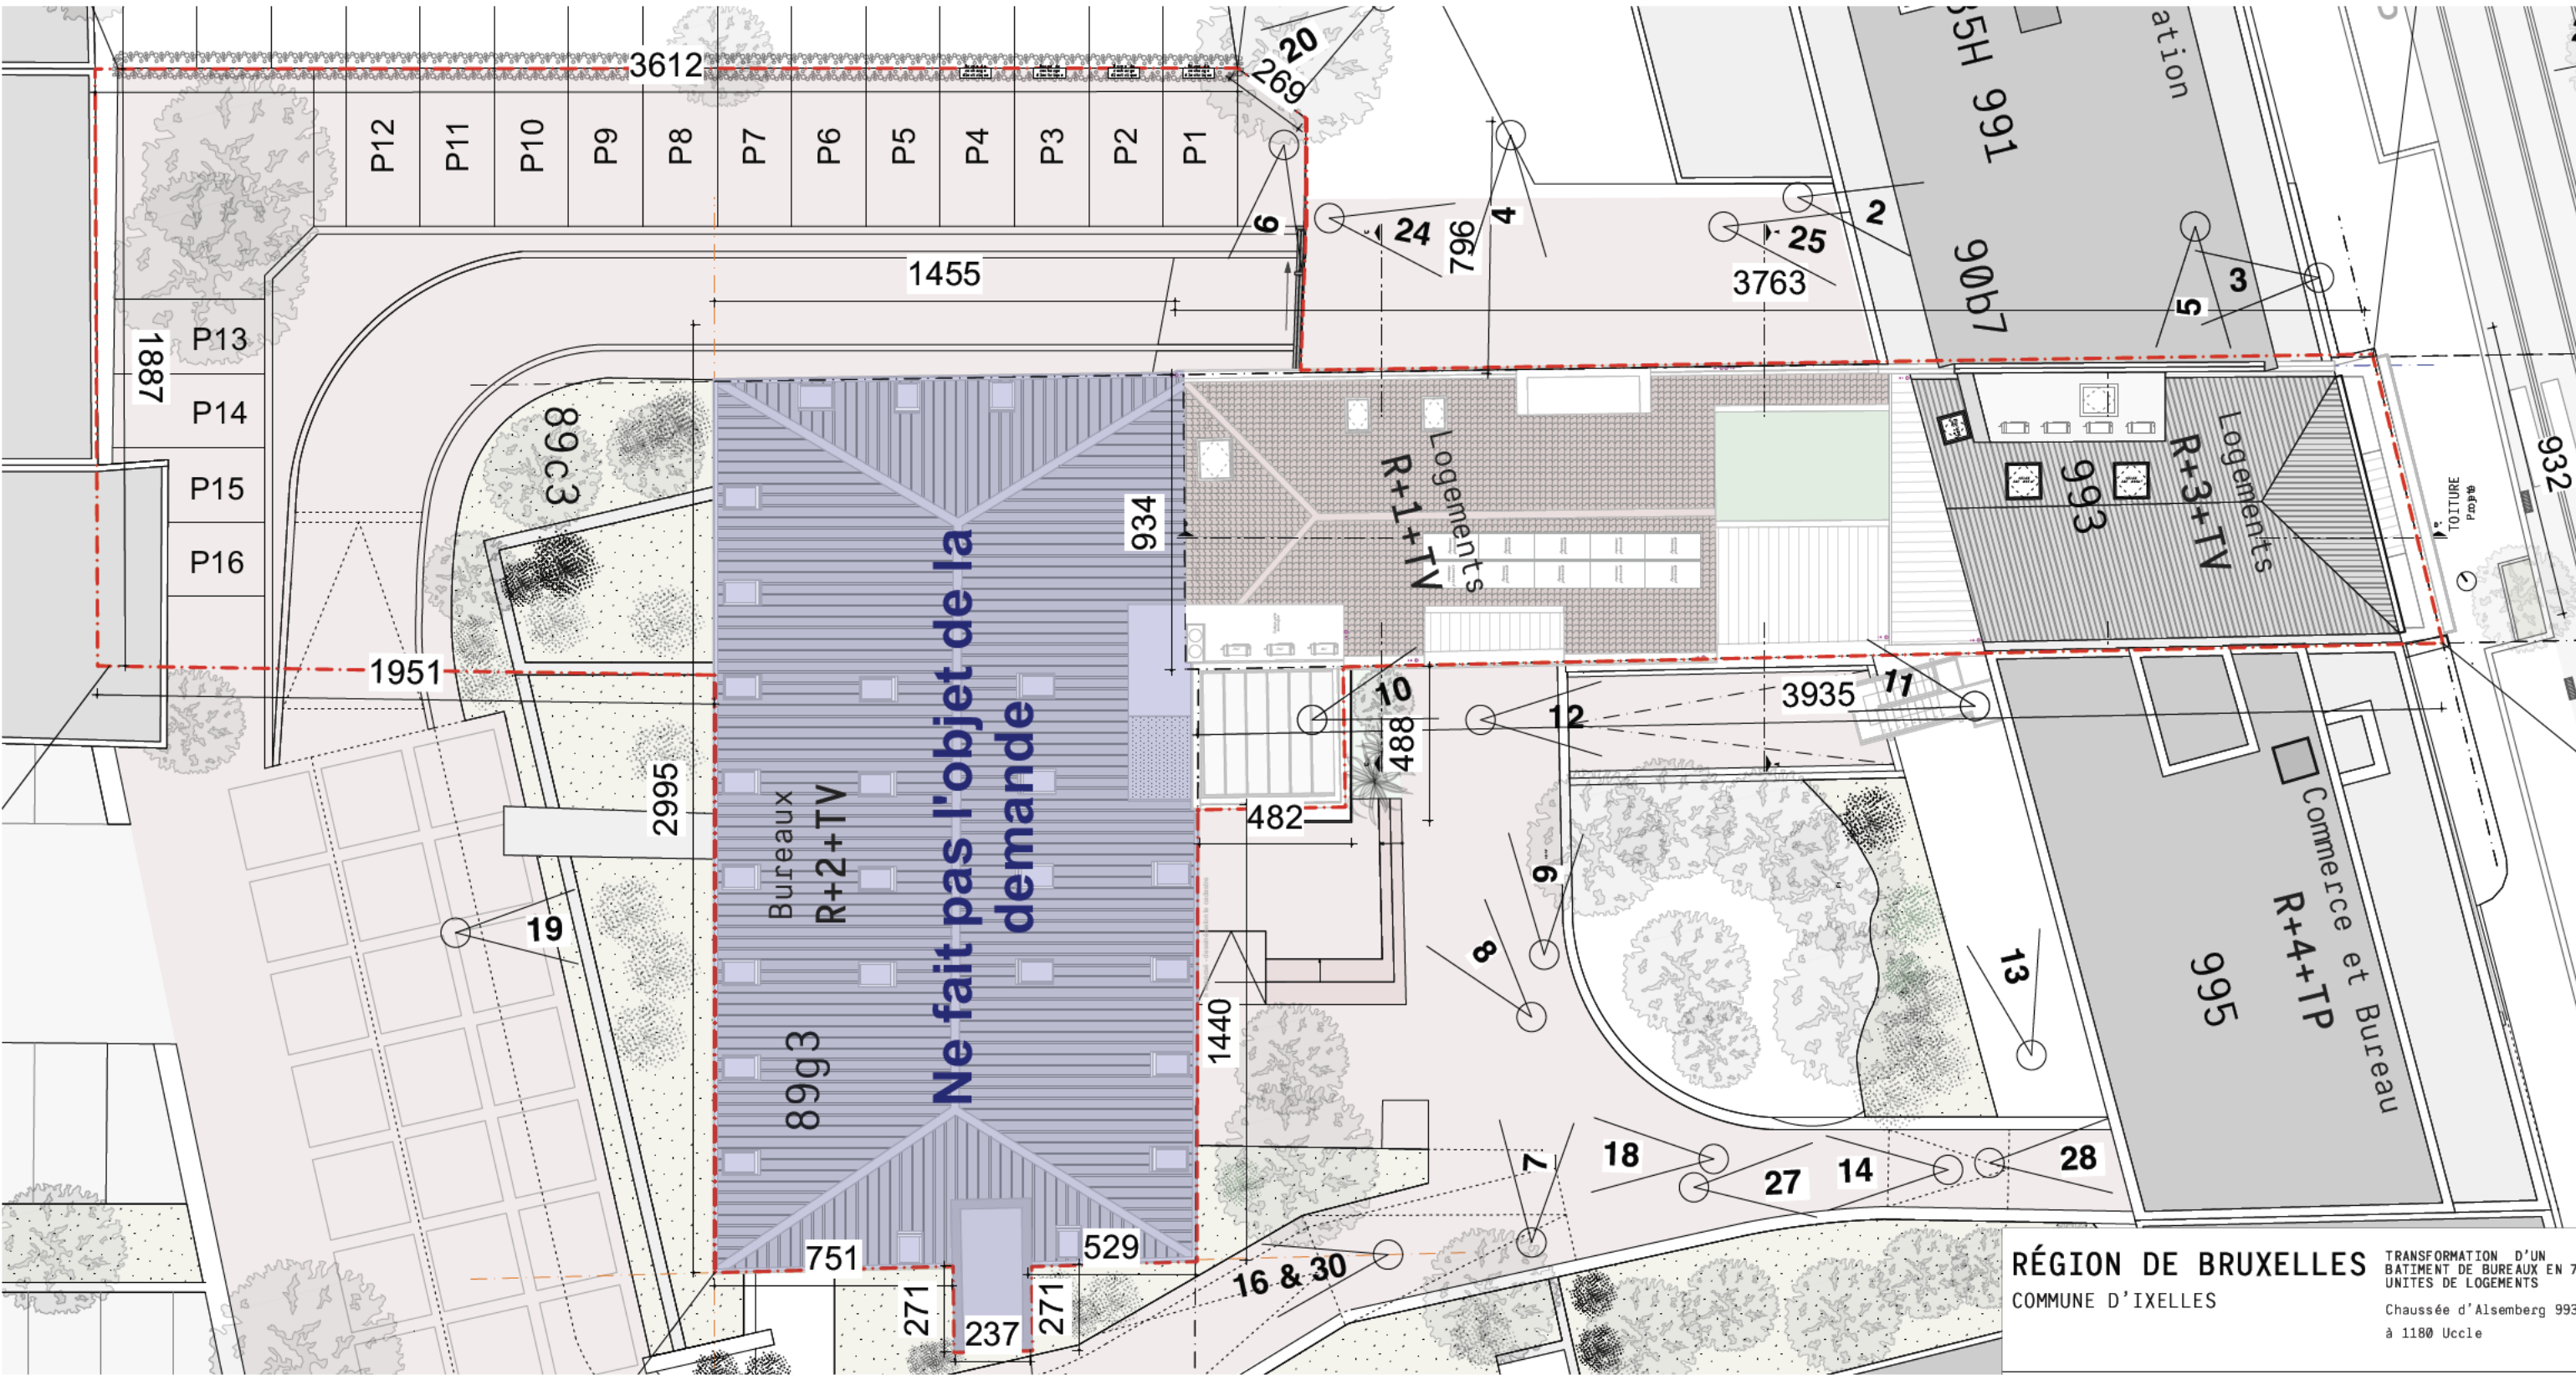 3612
20
269
P12
P11
P10
P9
P8
P7
P6
P5
P4
P3
P2
P1
6
24
796
4
25
2
3763
35H 991
90b7
ation
5
3
1455
1887
P13
P14
P15
P16
89c3
934
Logements
R+1+TV
Logements
R+3+TV
993
932
TOITURE
Projeté
1951
2995
Ne fait pas l'objet de la
demande
Bureaux
R+2+TV
89g3
10
488
482
12
11
3935
9
8
13
19
1440
Commerce et Bureau
R+4+TP
995
7
18
27
14
28
16 & 30
751
529
271
237
271
RÉGION DE BRUXELLES
COMMUNE D'IXELLES
TRANSFORMATION D'UN
BATIMENT DE BUREAUX EN 7
UNITES DE LOGEMENTS
Chaussée d'Alsemberg 993
à 1180 Uccle